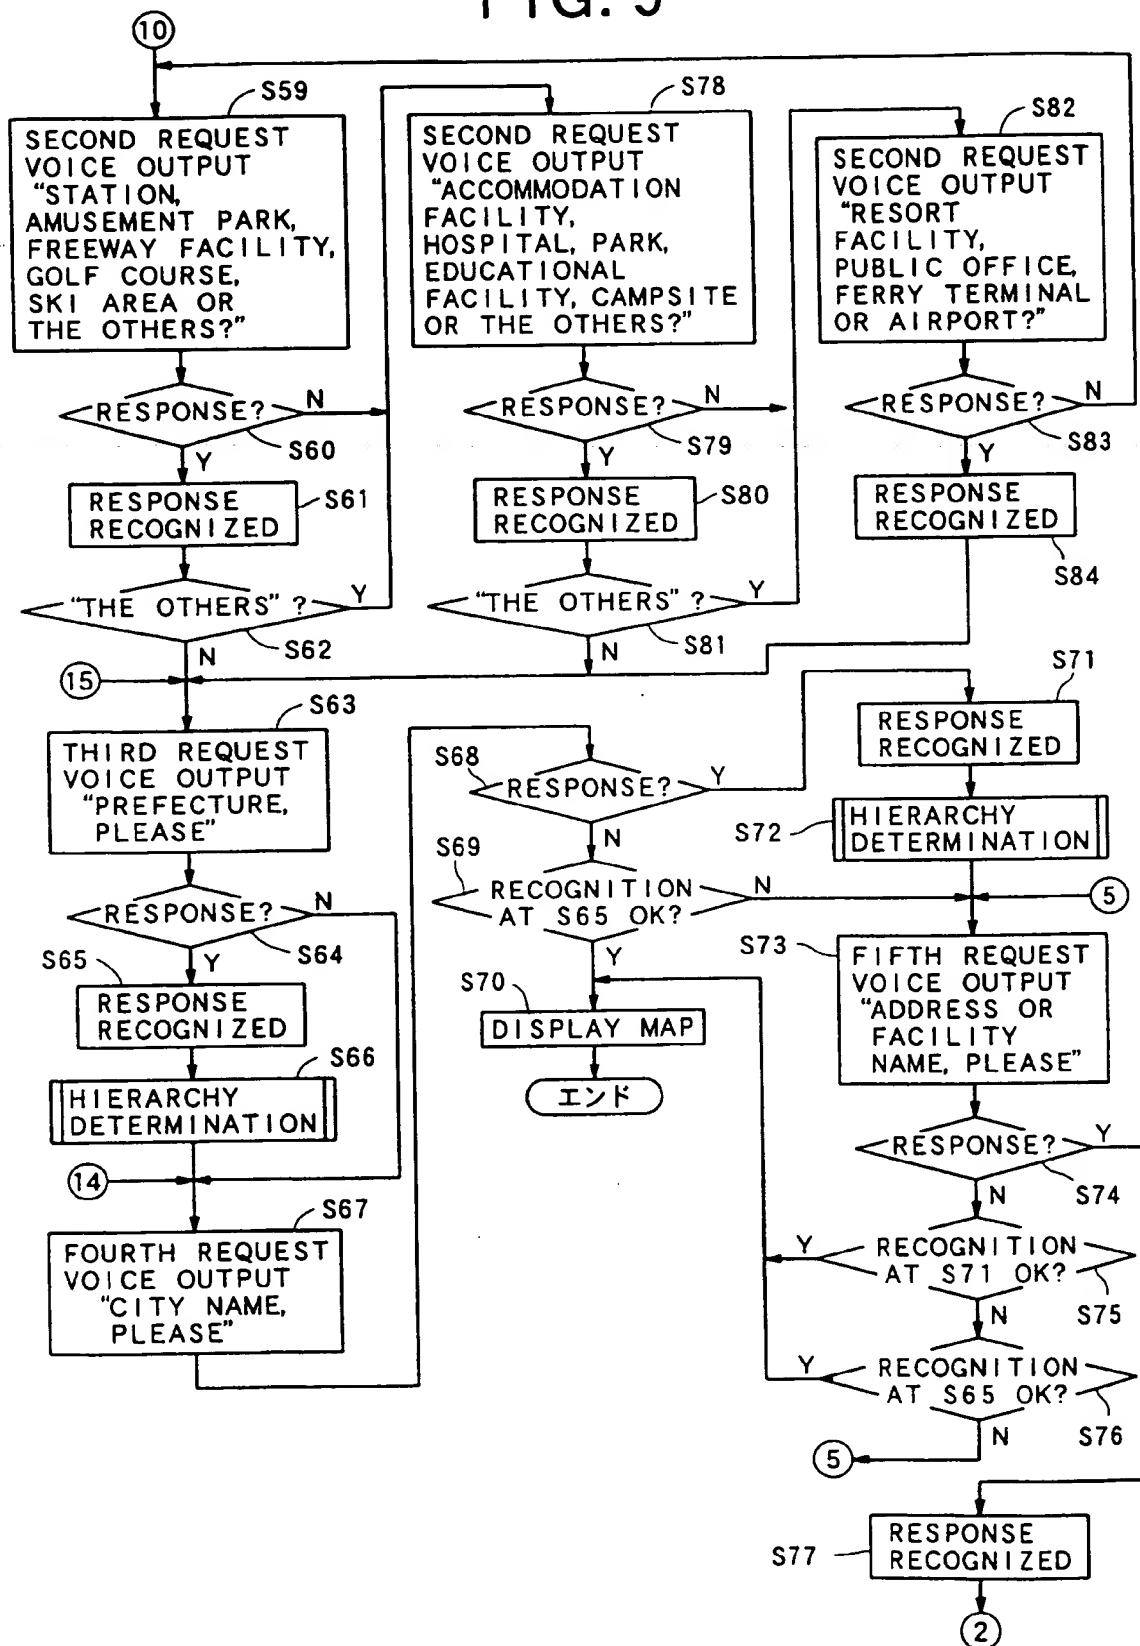 FIG. 9
10
S59
SECOND REQUEST
VOICE OUTPUT
"STATION,
AMUSEMENT PARK,
FREEWAY FACILITY,
GOLF COURSE,
SKI AREA OR
THE OTHERS?"
RESPONSE?
N
S60
Y
RESPONSE
RECOGNIZED
S61
"THE OTHERS"?
Y
S62
N
15
S78
SECOND REQUEST
VOICE OUTPUT
"ACCOMMODATION
FACILITY,
HOSPITAL, PARK,
EDUCATIONAL
FACILITY, CAMPSITE
OR THE OTHERS?"
RESPONSE?
N
S79
Y
RESPONSE
RECOGNIZED
S80
"THE OTHERS"?
Y
S81
N
S82
SECOND REQUEST
VOICE OUTPUT
"RESORT
FACILITY,
PUBLIC OFFICE,
FERRY TERMINAL
OR AIRPORT?"
RESPONSE?
N
S83
Y
RESPONSE
RECOGNIZED
S84
S63
THIRD REQUEST
VOICE OUTPUT
"PREFECTURE,
PLEASE"
RESPONSE?
N
S64
Y
S65
RESPONSE
RECOGNIZED
S66
HIERARCHY
DETERMINATION
14
S67
FOURTH REQUEST
VOICE OUTPUT
"CITY NAME,
PLEASE"
S68
RESPONSE?
Y
N
S69
RECOGNITION
AT S65 OK?
N
Y
S70
DISPLAY MAP
エンド
S71
RESPONSE
RECOGNIZED
S72
HIERARCHY
DETERMINATION
5
S73
FIFTH REQUEST
VOICE OUTPUT
"ADDRESS OR
FACILITY
NAME, PLEASE"
RESPONSE?
Y
S74
N
Y
RECOGNITION
AT S71 OK?
S75
N
Y
RECOGNITION
AT S65 OK?
S76
N
5
S77
RESPONSE
RECOGNIZED
2